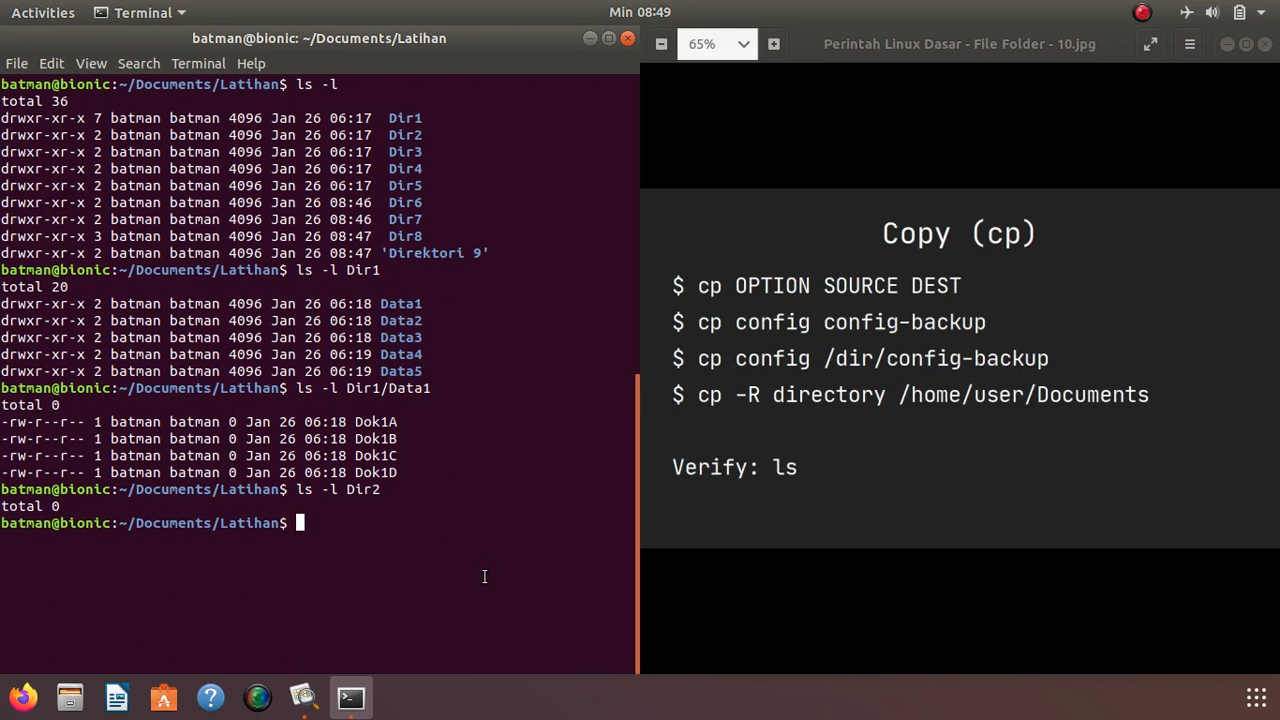 Activities
Terminal
Min 08:49
batman@bionic: ~/Documents/Latihan
File Edit View Search Terminal Help
batman@bionic:~/Documents/Latihan$ ls -l
total 36
drwxr-xr-x 7 batman batman 4096 Jan 26 06:17  Dir1
drwxr-xr-x 2 batman batman 4096 Jan 26 06:17  Dir2
drwxr-xr-x 2 batman batman 4096 Jan 26 06:17  Dir3
drwxr-xr-x 2 batman batman 4096 Jan 26 06:17  Dir4
drwxr-xr-x 2 batman batman 4096 Jan 26 06:17  Dir5
drwxr-xr-x 2 batman batman 4096 Jan 26 08:46  Dir6
drwxr-xr-x 2 batman batman 4096 Jan 26 08:46  Dir7
drwxr-xr-x 3 batman batman 4096 Jan 26 08:47  Dir8
drwxr-xr-x 2 batman batman 4096 Jan 26 08:47 'Direktori 9'
batman@bionic:~/Documents/Latihan$ ls -l Dir1
total 20
drwxr-xr-x 2 batman batman 4096 Jan 26 06:18 Data1
drwxr-xr-x 2 batman batman 4096 Jan 26 06:18 Data2
drwxr-xr-x 2 batman batman 4096 Jan 26 06:18 Data3
drwxr-xr-x 2 batman batman 4096 Jan 26 06:19 Data4
drwxr-xr-x 2 batman batman 4096 Jan 26 06:19 Data5
batman@bionic:~/Documents/Latihan$ ls -l Dir1/Data1
total 0
-rw-r--r-- 1 batman batman 0 Jan 26 06:18 Dok1A
-rw-r--r-- 1 batman batman 0 Jan 26 06:18 Dok1B
-rw-r--r-- 1 batman batman 0 Jan 26 06:18 Dok1C
-rw-r--r-- 1 batman batman 0 Jan 26 06:18 Dok1D
batman@bionic:~/Documents/Latihan$ ls -l Dir2
total 0
batman@bionic:~/Documents/Latihan$
65%
Perintah Linux Dasar - File Folder - 10.jpg
Copy (cp)
$ cp OPTION SOURCE DEST
$ cp config config-backup
$ cp config /dir/config-backup
$ cp -R directory /home/user/Documents
Verify: ls